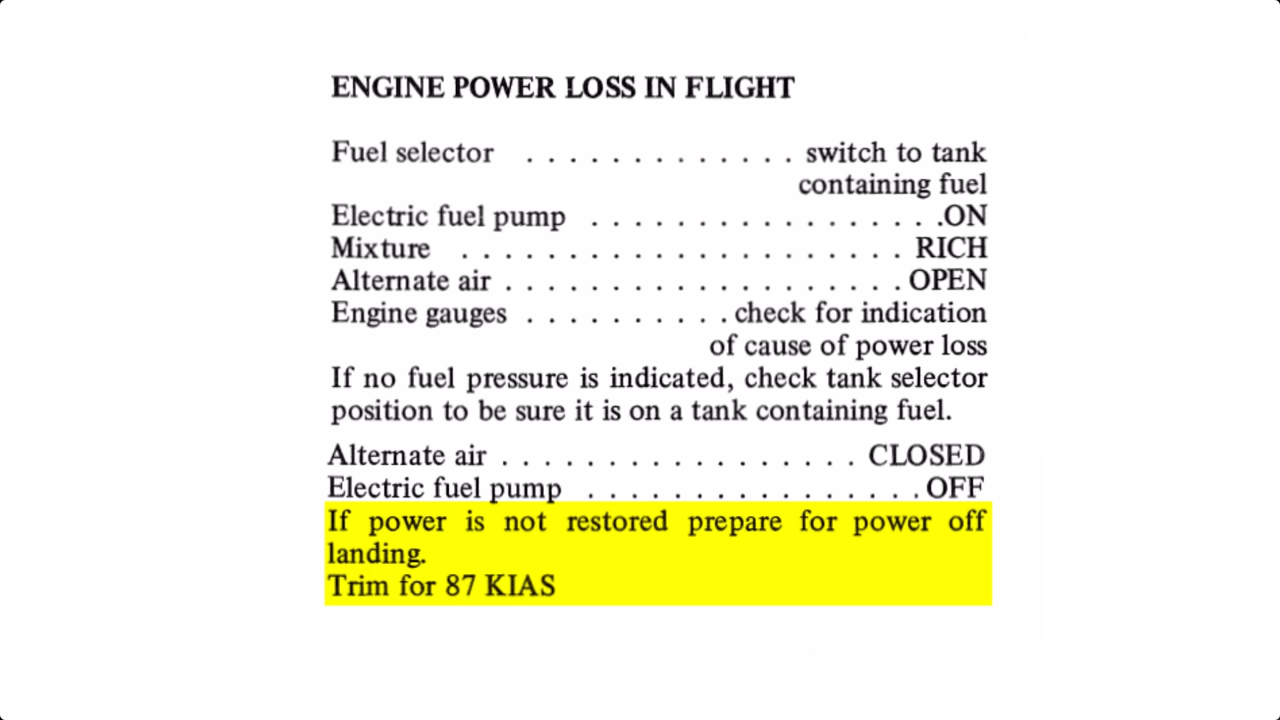 ENGINE POWER LOSS IN FLIGHT
Fuel selector . . . . . . . . . . . . . switch to tank
containing fuel
Electric fuel pump . . . . . . . . . . . . . . . . .ON
Mixture . . . . . . . . . . . . . . . . . . . . . RICH
Alternate air . . . . . . . . . . . . . . . . . . . OPEN
Engine gauges . . . . . . . . . . check for indication
of cause of power loss
If no fuel pressure is indicated, check tank selector
position to be sure it is on a tank containing fuel.
Alternate air . . . . . . . . . . . . . . . . . CLOSED
Electric fuel pump . . . . . . . . . . . . . . . . OFF
If power is not restored prepare for power off
landing.
Trim for 87 KIAS